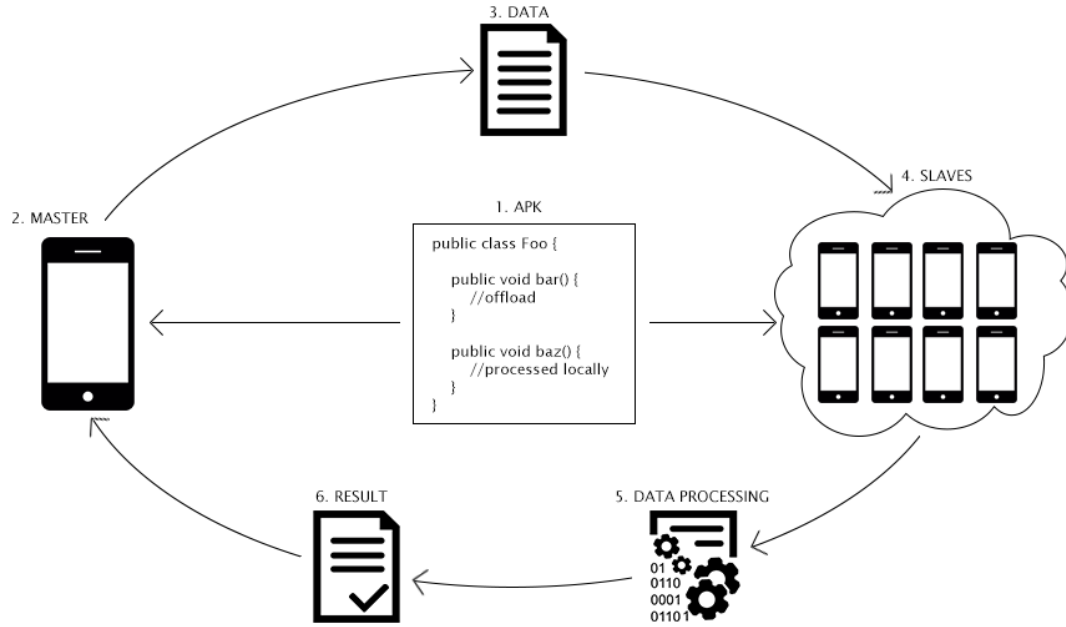 3. DATA
4. SLAVES
2. MASTER
1. APK
public class Foo {
public void bar() {
//offload
}
public void baz() {
//processed locally
}
}
6. RESULT
5. DATA PROCESSING
01
0110
0001
01101